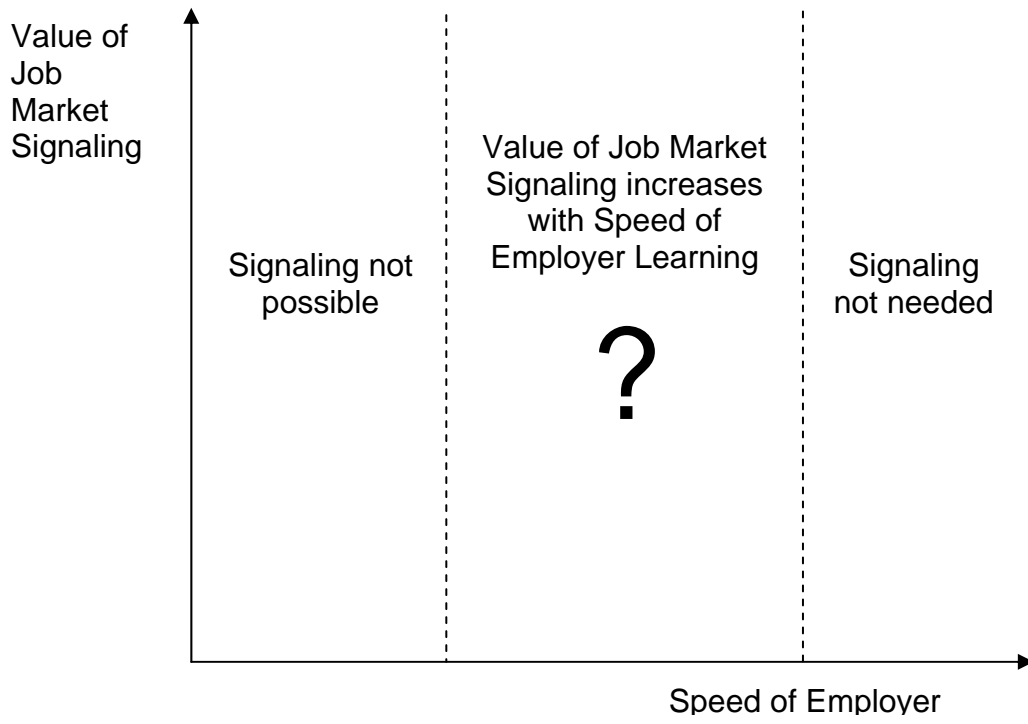 Value of
Job
Market
Signaling
Value of Job Market
Signaling increases
with Speed of
Employer Learning
Signaling not
possible
Signaling
not needed
?
Speed of Employer